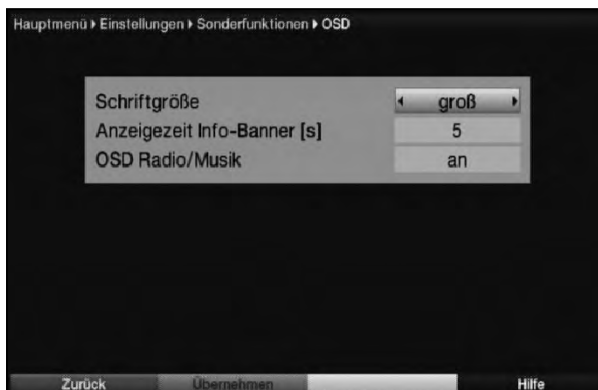 Hauptmenü ▸ Einstellungen ▸ Sonderfunktionen ▸ OSD
Schriftgröße ◂ groß ▸
Anzeigezeit Info-Banner [s] 5
OSD Radio/Musik an
Zurück Übernehmen Hilfe